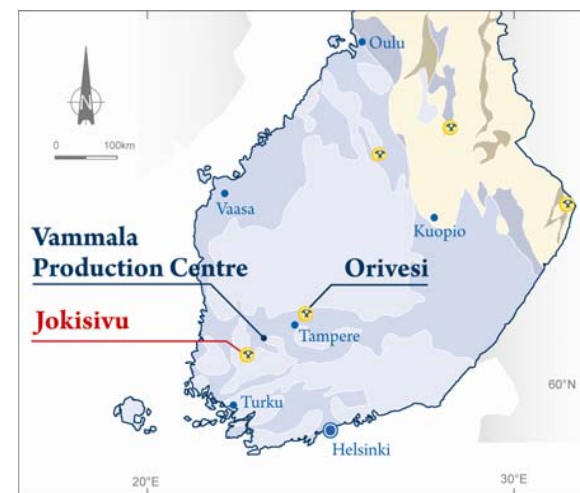 Oulu
N
0 100km
Vaasa
Kuopio
Vammala
Production Centre
Orivesi
Jokisivu
Tampere
60°N
Turku
Helsinki
20°E 30°E